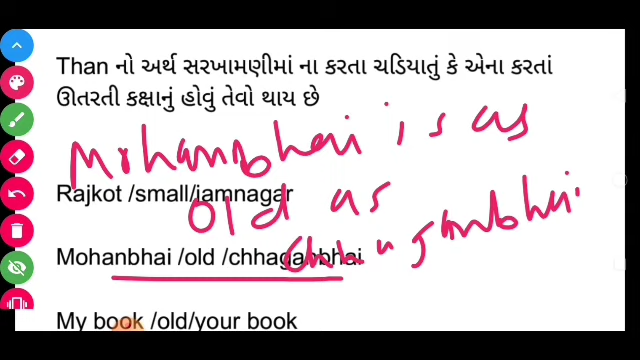 Than નો અર્થ સરખામણીમાં ના કરતા ચડિયાતું કે એના કરતાં
ઊતરતી કક્ષાનું હોવું તેવો થાય છે
Mohanbhai is as
Rajkot /small/jamnagar
old as
chhaganbhai
Mohanbhai /old /chhaganbhai
My book /old/your book